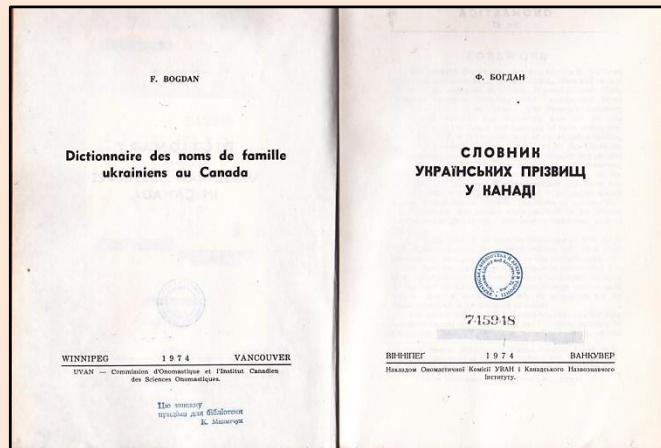 F. BOGDAN
Dictionnaire des noms de famille
ukrainiens au Canada
WINNIPEG 1974 VANCOUVER
UVAN — Commission d'Onomastique et l'Institut Canadien
des Sciences Onomastiques.
Цю книжку
придбав для бібліотеки
Ф. БОГДАН
СЛОВНИК
УКРАЇНСЬКИХ ПРІЗВИЩ
У КАНАДІ
745948
ВІННІПЕҐ 1974 ВАНКУВЕР
Накладом Ономастичної Комісії УВАН і Канадського Назвознавчого
Інституту.